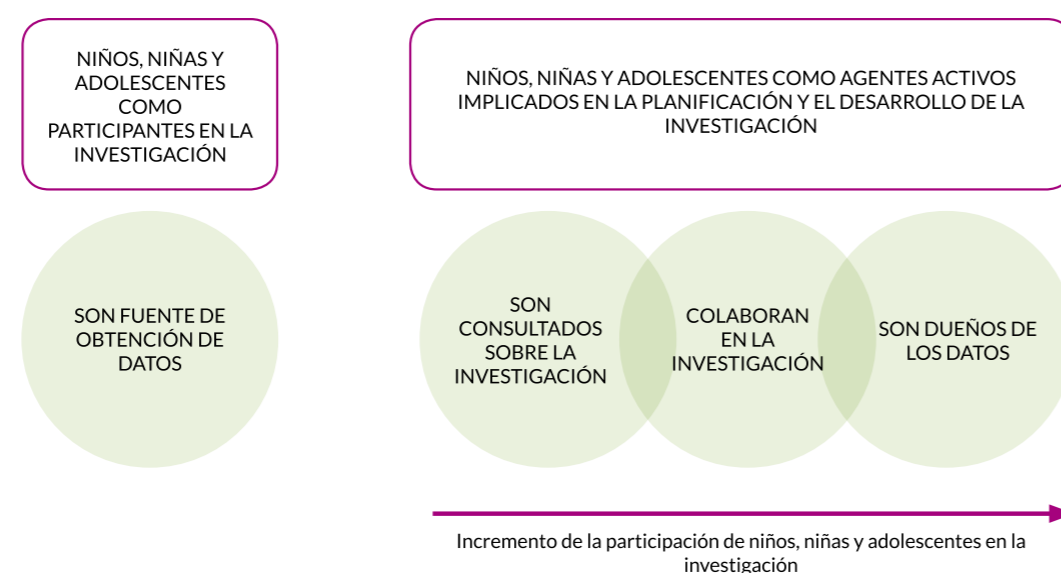 NIÑOS, NIÑAS Y
ADOLESCENTES
COMO
PARTICIPANTES EN LA
INVESTIGACIÓN
NIÑOS, NIÑAS Y ADOLESCENTES COMO AGENTES ACTIVOS
IMPLICADOS EN LA PLANIFICACIÓN Y EL DESARROLLO DE LA
INVESTIGACIÓN
SON FUENTE DE
OBTENCIÓN DE
DATOS
SON
CONSULTADOS
SOBRE LA
INVESTIGACIÓN
COLABORAN
EN LA
INVESTIGACIÓN
SON DUEÑOS DE
LOS DATOS
Incremento de la participación de niños, niñas y adolescentes en la
investigación